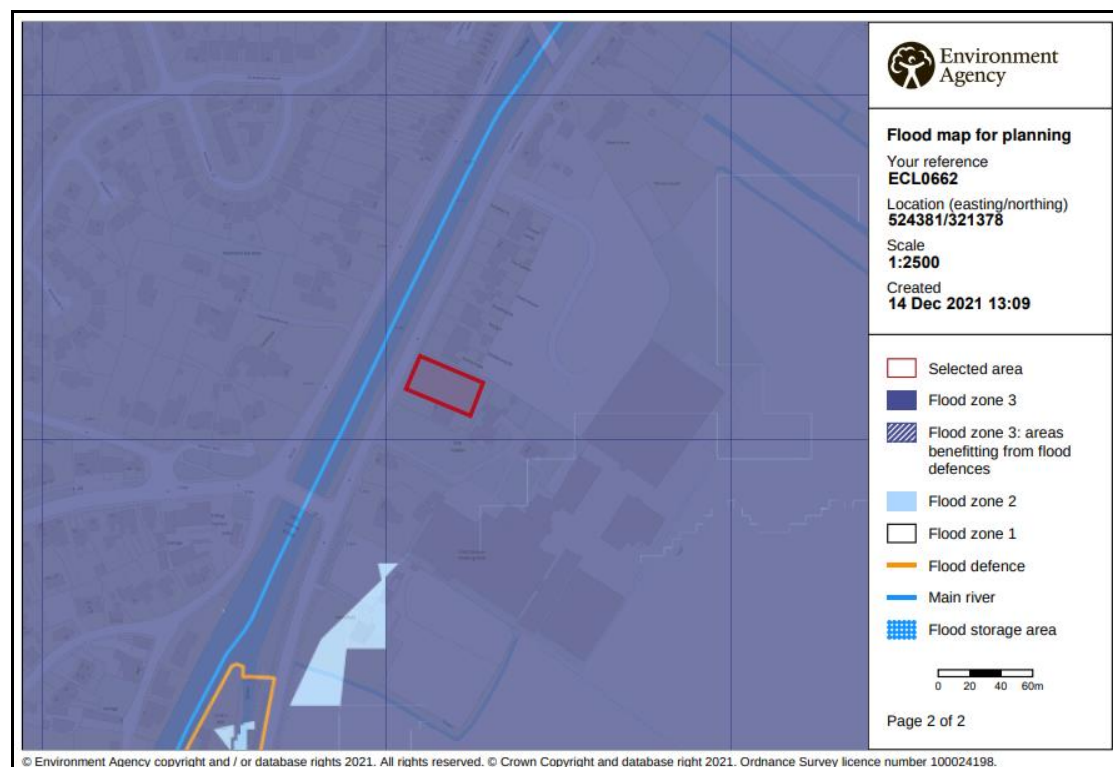 Environment
Agency
Flood map for planning
Your reference
ECL0662
Location (easting/northing)
524381/321378
Scale
1:2500
Created
14 Dec 2021 13:09
Selected area
Flood zone 3
Flood zone 3: areas
benefitting from flood
defences
Flood zone 2
Flood zone 1
Flood defence
Main river
Flood storage area
0 20 40 60m
Page 2 of 2
© Environment Agency copyright and / or database rights 2021. All rights reserved. © Crown Copyright and database right 2021. Ordnance Survey licence number 100024198.